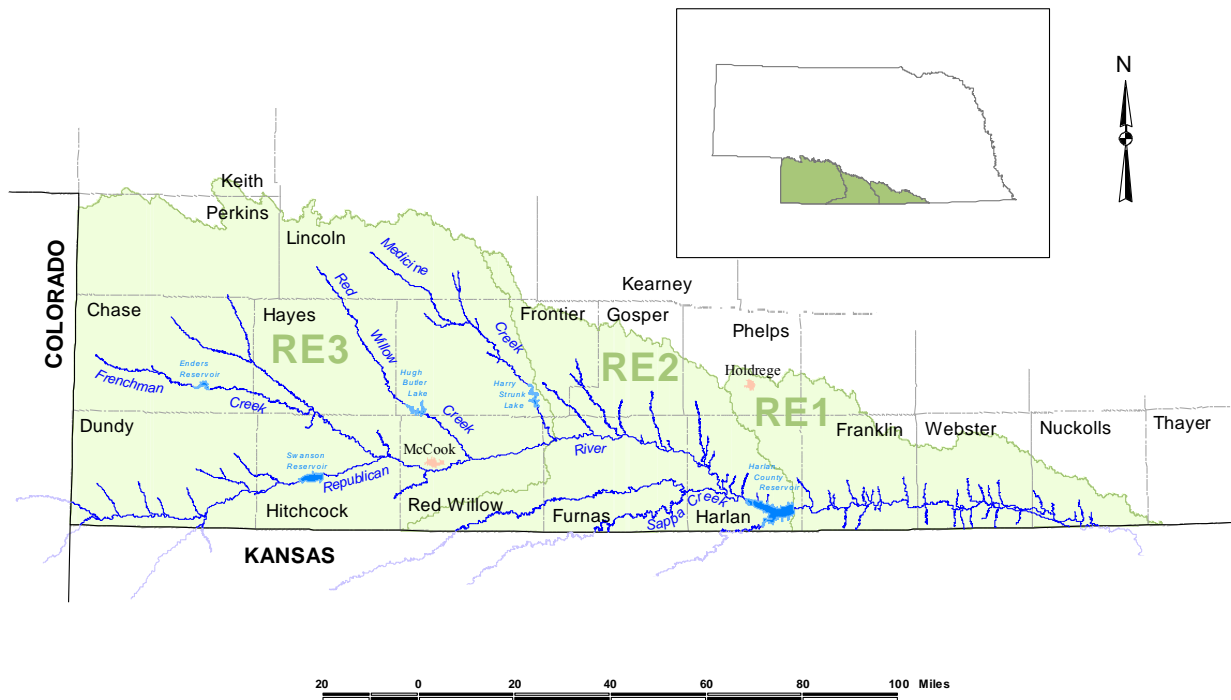 N
Keith
Perkins
Lincoln
COLORADO
Medicine
Creek
Red
Willow
Creek
Kearney
Chase
Hayes
Frontier
Gosper
Phelps
RE3
RE2
RE1
Holdrege
Enders
Reservoir
Frenchman
Creek
Hugh
Butler
Lake
Harry
Strunk
Lake
Dundy
Franklin
Webster
Nuckolls
Thayer
McCook
Swanson
Reservoir
Republican
River
Harlan
County
Reservoir
Hitchcock
Red Willow
Furnas
Sappa Creek
Harlan
KANSAS
20 0 20 40 60 80 100 Miles